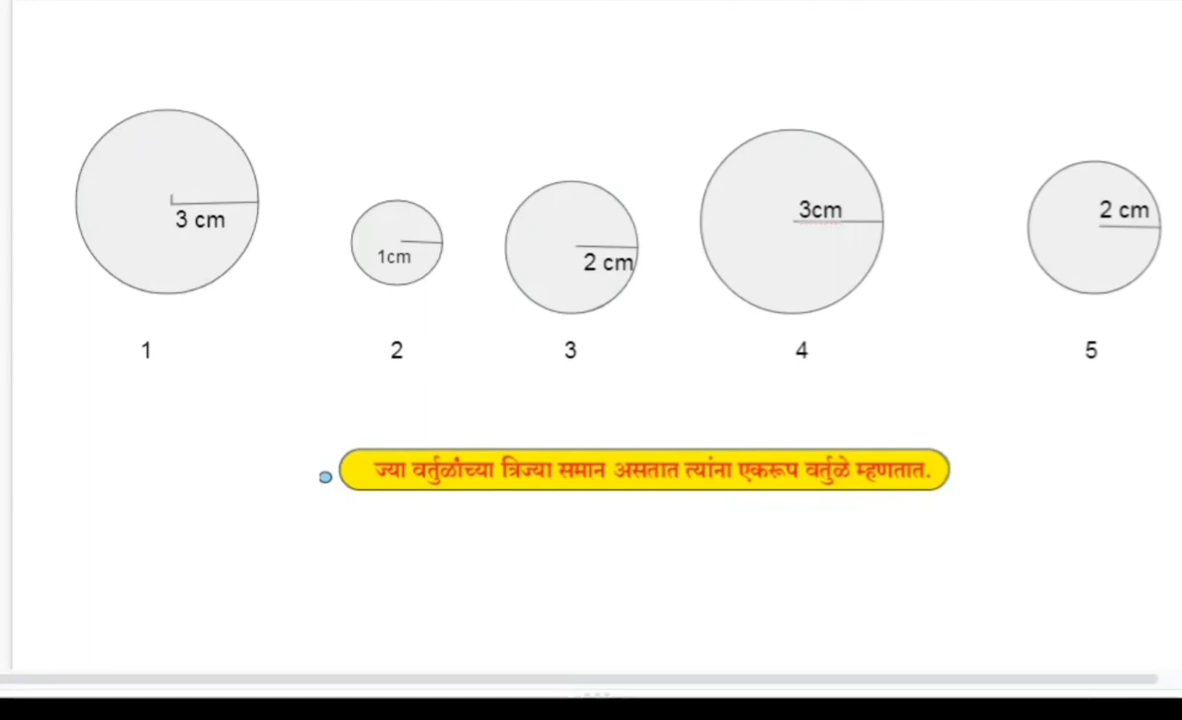 3 cm
1cm
2 cm
3cm
2 cm
1 2 3 4 5
ज्या वर्तुळांच्या त्रिज्या समान असतात त्यांना एकरूप वर्तुळे म्हणतात.